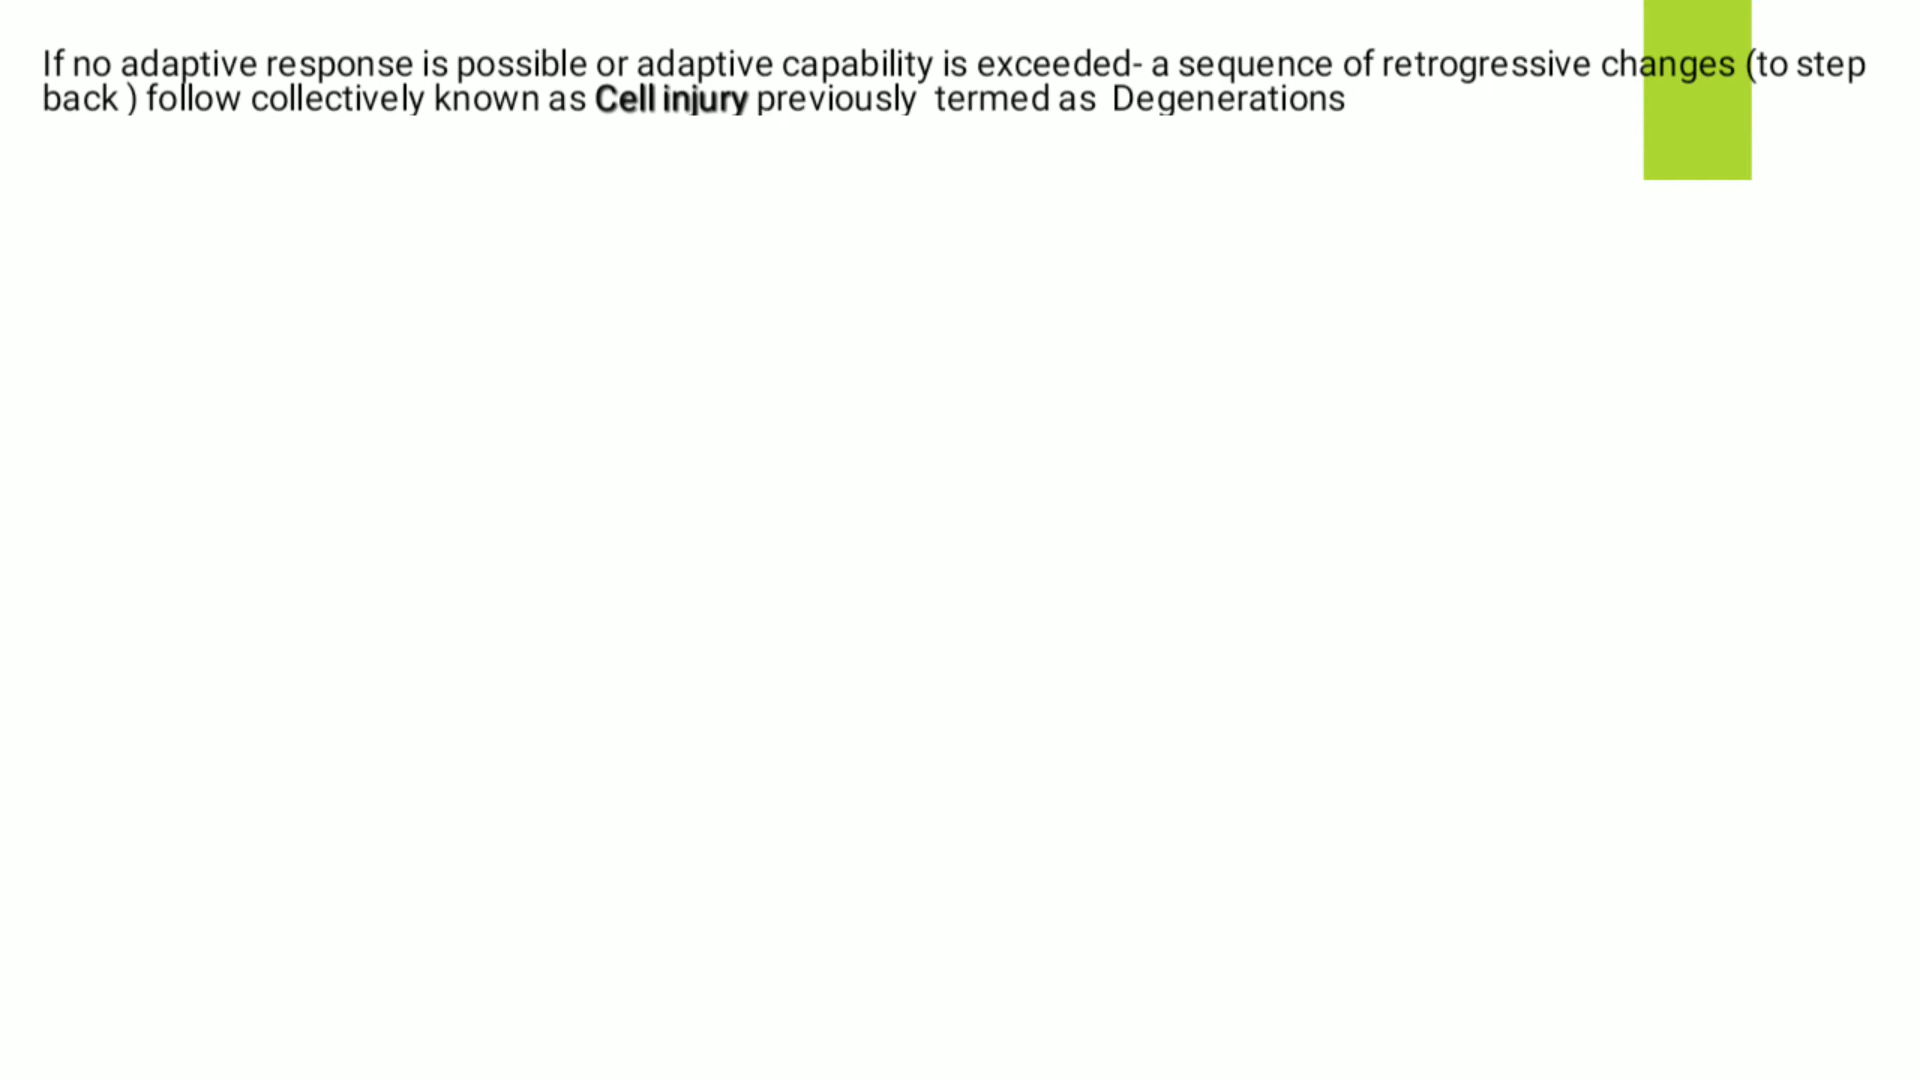 If no adaptive response is possible or adaptive capability is exceeded- a sequence of retrogressive changes (to step
back ) follow collectively known as Cell injury previously  termed as  Degenerations